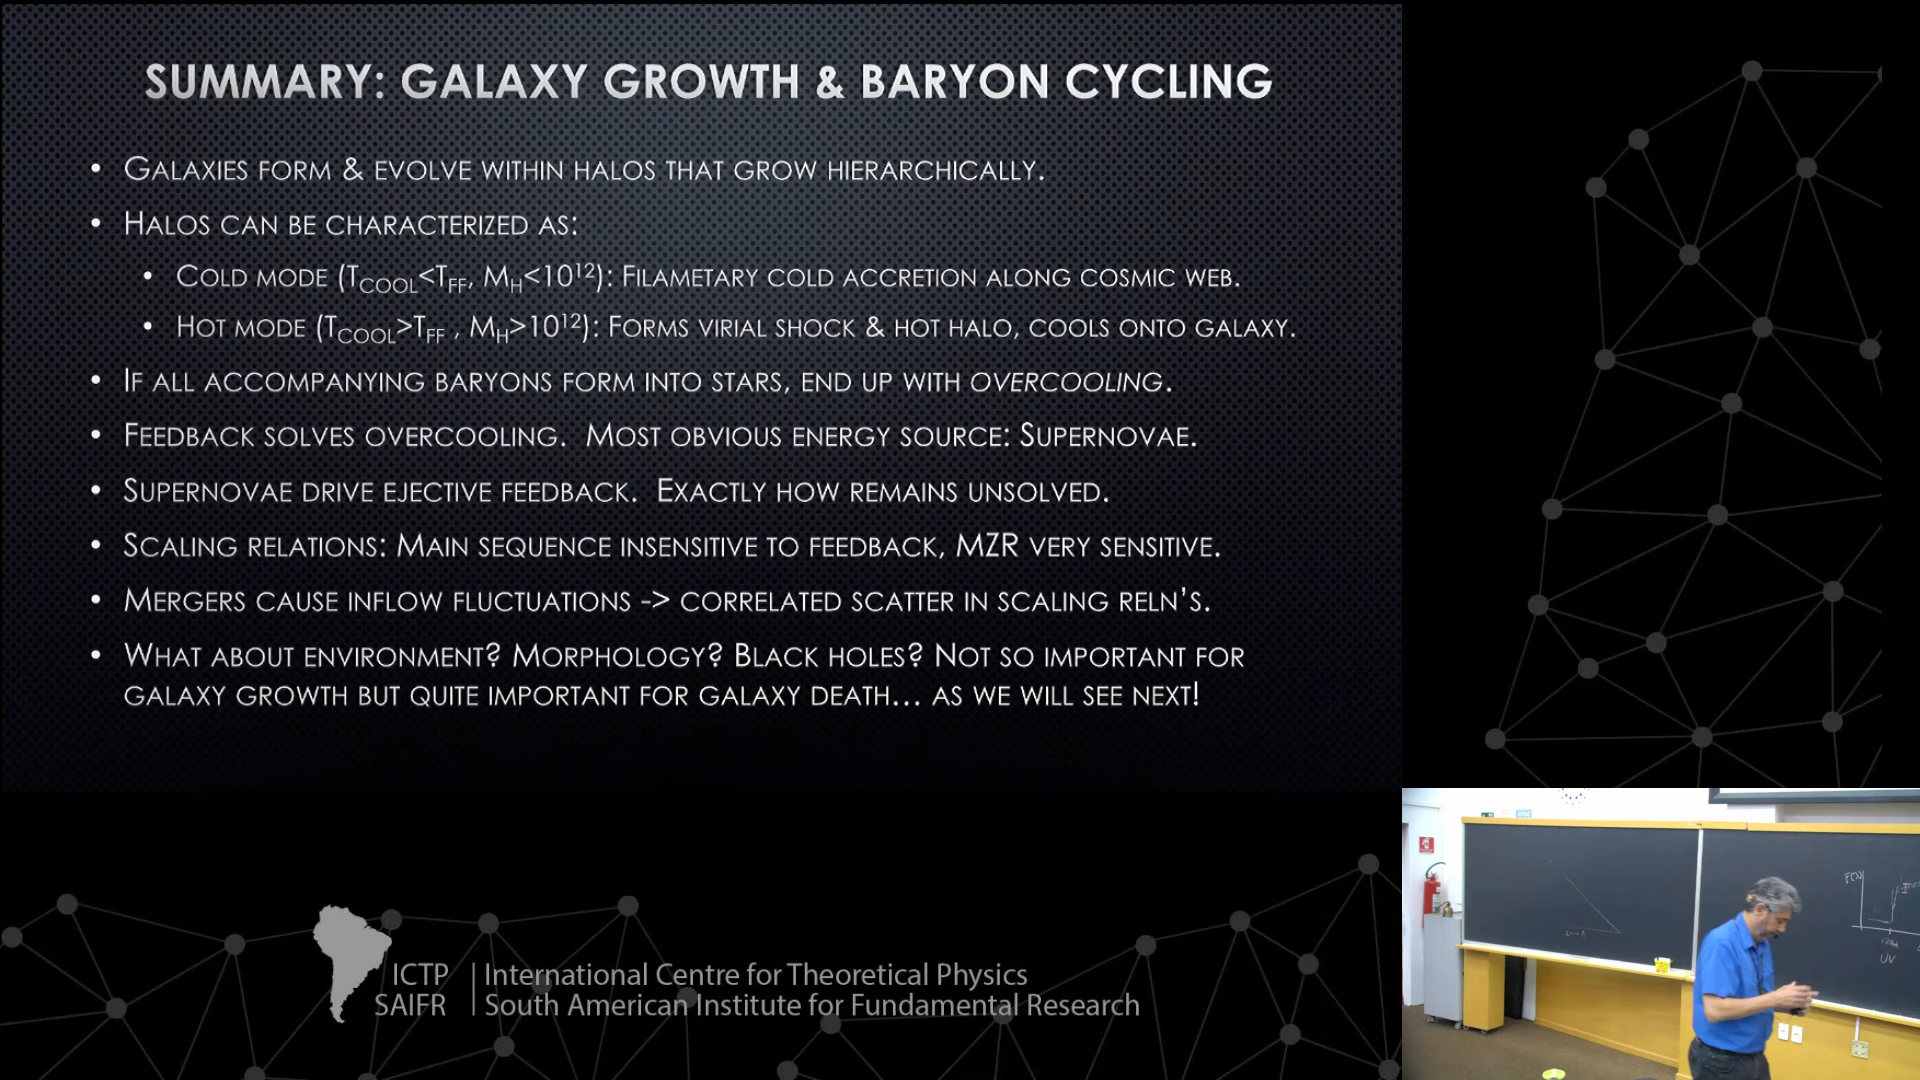 SUMMARY: GALAXY GROWTH & BARYON CYCLING
• GALAXIES FORM & EVOLVE WITHIN HALOS THAT GROW HIERARCHICALLY.
• HALOS CAN BE CHARACTERIZED AS:
• COLD MODE (TCOOL<TFF, MH<10¹²): FILAMETARY COLD ACCRETION ALONG COSMIC WEB.
• HOT MODE (TCOOL>TFF , MH>10¹²): FORMS VIRIAL SHOCK & HOT HALO, COOLS ONTO GALAXY.
• IF ALL ACCOMPANYING BARYONS FORM INTO STARS, END UP WITH OVERCOOLING.
• FEEDBACK SOLVES OVERCOOLING. MOST OBVIOUS ENERGY SOURCE: SUPERNOVAE.
• SUPERNOVAE DRIVE EJECTIVE FEEDBACK. EXACTLY HOW REMAINS UNSOLVED.
• SCALING RELATIONS: MAIN SEQUENCE INSENSITIVE TO FEEDBACK, MZR VERY SENSITIVE.
• MERGERS CAUSE INFLOW FLUCTUATIONS -> CORRELATED SCATTER IN SCALING RELN'S.
• WHAT ABOUT ENVIRONMENT? MORPHOLOGY? BLACK HOLES? NOT SO IMPORTANT FOR
GALAXY GROWTH BUT QUITE IMPORTANT FOR GALAXY DEATH... AS WE WILL SEE NEXT!
ICTP | International Centre for Theoretical Physics
SAIFR | South American Institute for Fundamental Research
UV